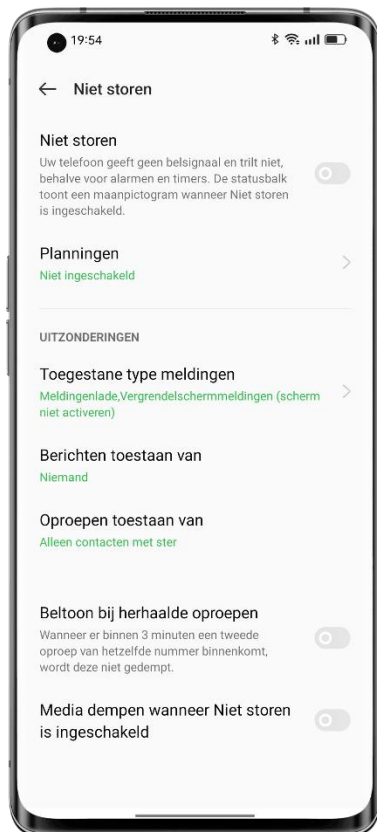 19:54
Niet storen
Niet storen
Uw telefoon geeft geen belsignaal en trilt niet,
behalve voor alarmen en timers. De statusbalk
toont een maanpictogram wanneer Niet storen
is ingeschakeld.
Planningen
Niet ingeschakeld
UITZONDERINGEN
Toegestane type meldingen
Meldingenlade,Vergrendelschermmeldingen (scherm
niet activeren)
Berichten toestaan van
Niemand
Oproepen toestaan van
Alleen contacten met ster
Beltoon bij herhaalde oproepen
Wanneer er binnen 3 minuten een tweede
oproep van hetzelfde nummer binnenkomt,
wordt deze niet gedempt.
Media dempen wanneer Niet storen
is ingeschakeld